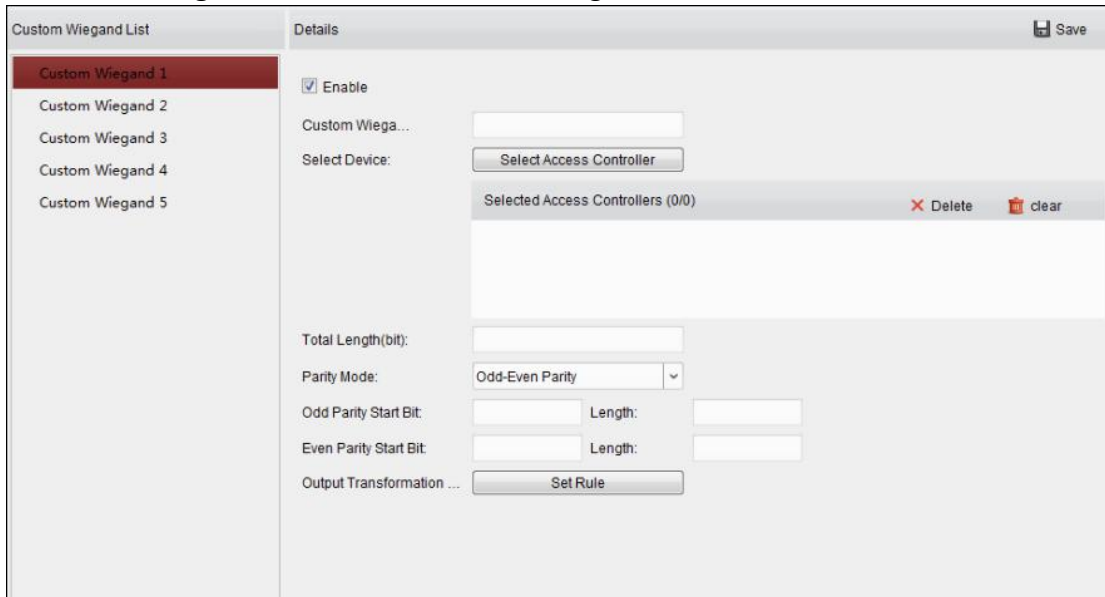 Custom Wiegand List
Details
Save
Custom Wiegand 1
Custom Wiegand 2
Custom Wiegand 3
Custom Wiegand 4
Custom Wiegand 5
Enable
Custom Wiega...
Select Device:
Select Access Controller
Selected Access Controllers (0/0)
Delete
clear
Total Length(bit):
Parity Mode:
Odd-Even Parity
Odd Parity Start Bit:
Length:
Even Parity Start Bit:
Length:
Output Transformation ...
Set Rule